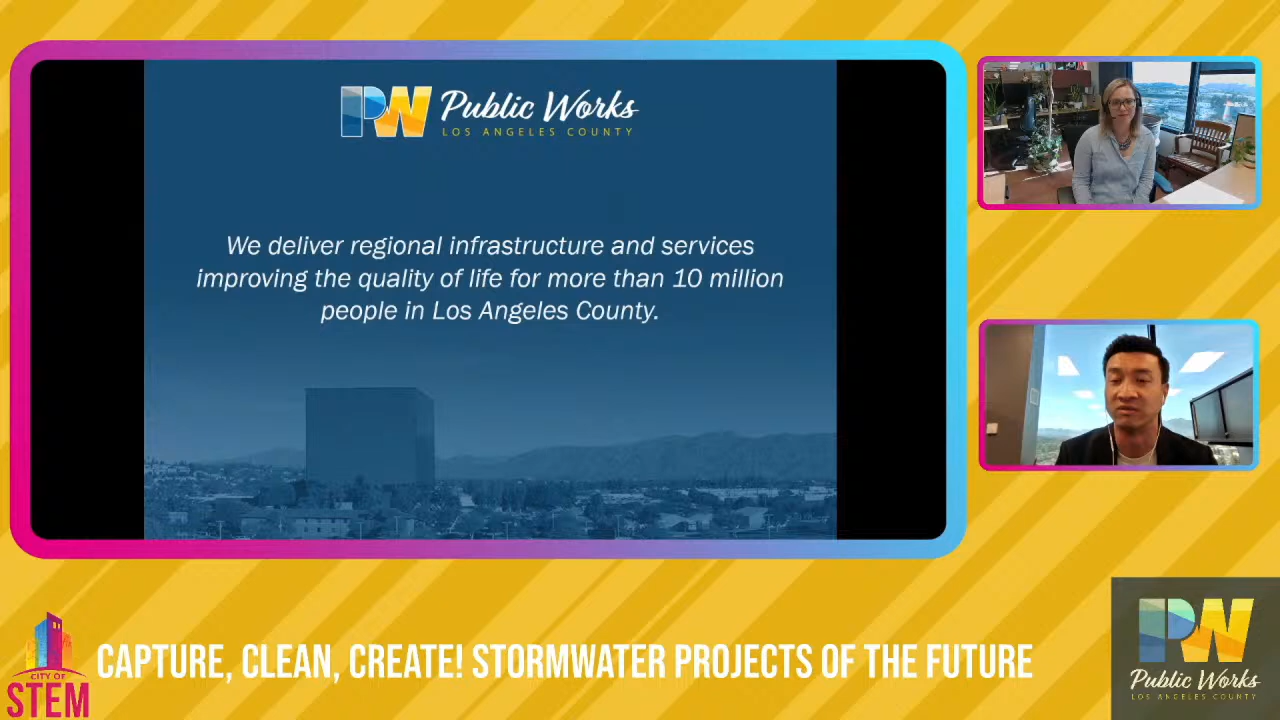 PW Public Works
LOS ANGELES COUNTY
We deliver regional infrastructure and services
improving the quality of life for more than 10 million
people in Los Angeles County.
CITY OF
STEM
CAPTURE, CLEAN, CREATE! STORMWATER PROJECTS OF THE FUTURE
PW
Public Works
LOS ANGELES COUNTY